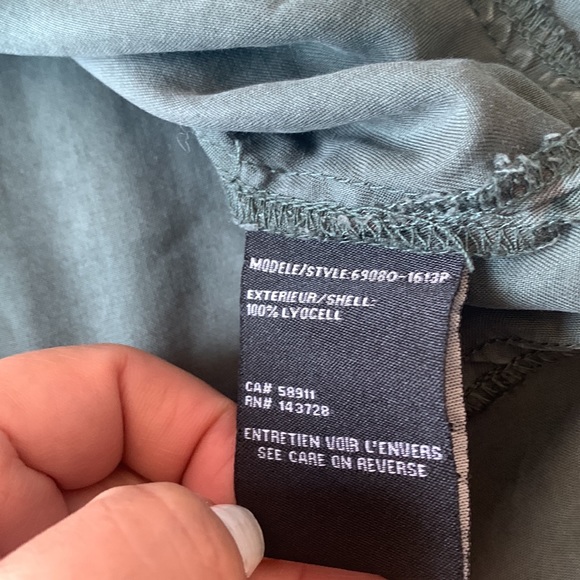 MODELE/STYLE:69080-1613P
EXTERIEUR/SHELL:
100% LYOCELL
CA# 58911
RN# 143728
ENTRETIEN VOIR L'ENVERS
SEE CARE ON REVERSE